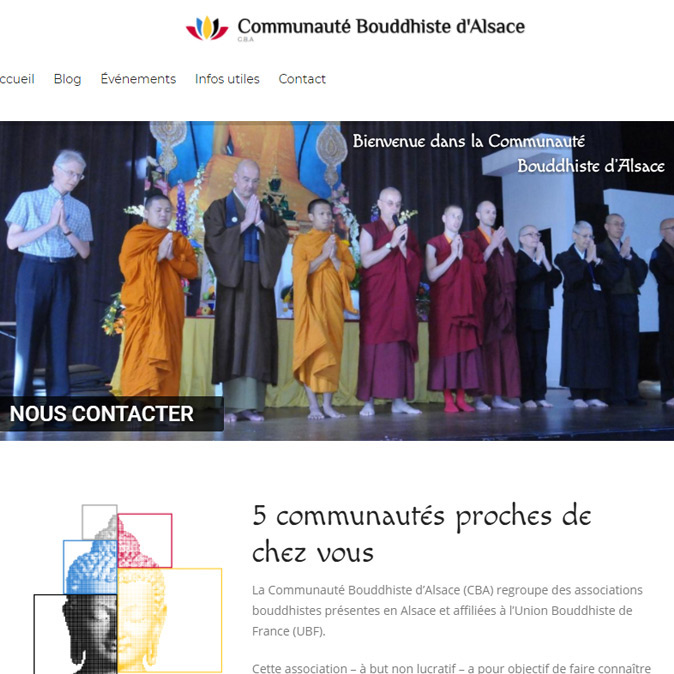 Communauté Bouddhiste d'Alsace
C.B.A
ccueil Blog Événements Infos utiles Contact
Bienvenue dans la Communauté
Bouddhiste d'Alsace
NOUS CONTACTER
5 communautés proches de
chez vous
La Communauté Bouddhiste d'Alsace (CBA) regroupe des associations
bouddhistes présentes en Alsace et affiliées à l'Union Bouddhiste de
France (UBF).
Cette association – à but non lucratif – a pour objectif de faire connaître